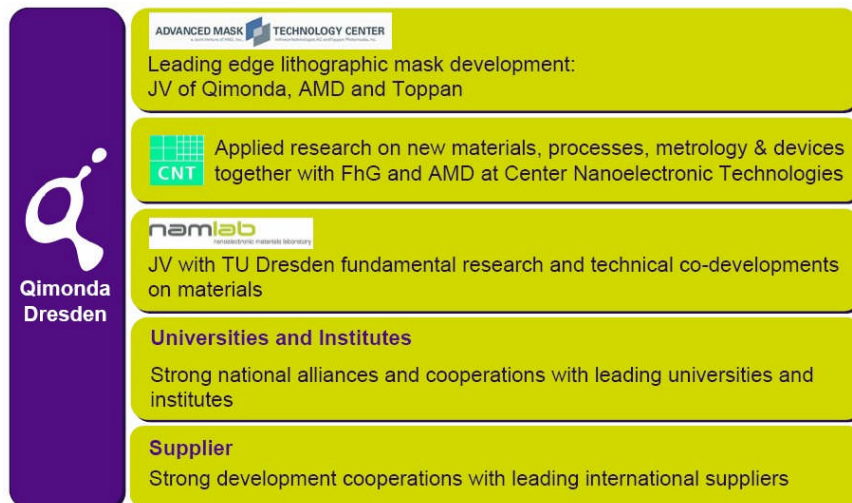 ADVANCED MASK TECHNOLOGY CENTER
Leading edge lithographic mask development:
JV of Qimonda, AMD and Toppan
CNT
Applied research on new materials, processes, metrology & devices
together with FhG and AMD at Center Nanoelectronic Technologies
namlab
nanoelectronic materials laboratory
JV with TU Dresden fundamental research and technical co-developments
on materials
Qimonda
Dresden
Universities and Institutes
Strong national alliances and cooperations with leading universities and
institutes
Supplier
Strong development cooperations with leading international suppliers